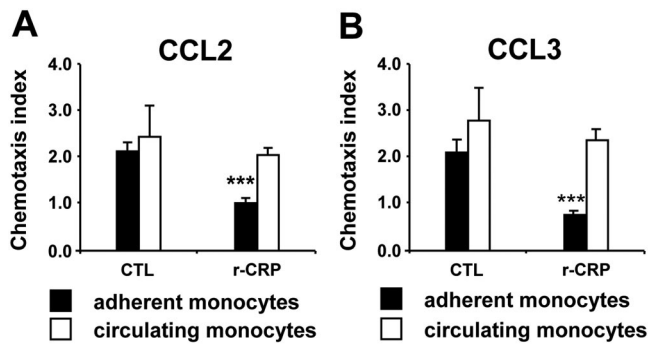 A
CCL2
Chemotaxis index
4.0
3.0
2.0
1.0
0.0
***
CTL
r-CRP
adherent monocytes
circulating monocytes
B
CCL3
Chemotaxis index
4.0
3.0
2.0
1.0
0.0
***
CTL
r-CRP
adherent monocytes
circulating monocytes